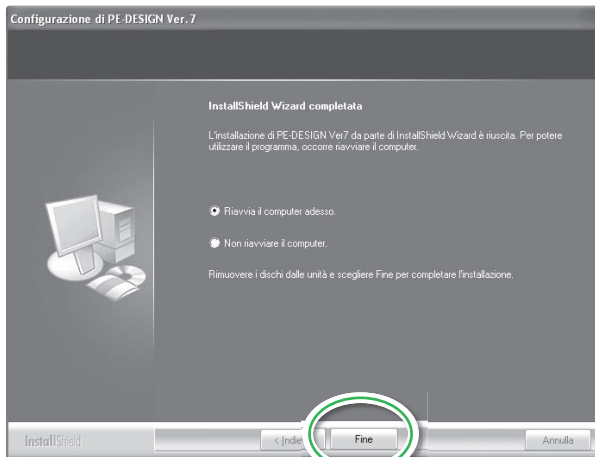 Configurazione di PE-DESIGN Ver. 7
InstallShield Wizard completata
L'installazione di PE-DESIGN Ver7 da parte di InstallShield Wizard è riuscita. Per potere
utilizzare il programma, occorre riavviare il computer.
Riavvia il computer adesso.
Non riavviare il computer.
Rimuovere i dischi dalle unità e scegliere Fine per completare l'installazione.
InstallShield
< Indie
Fine
Annulla